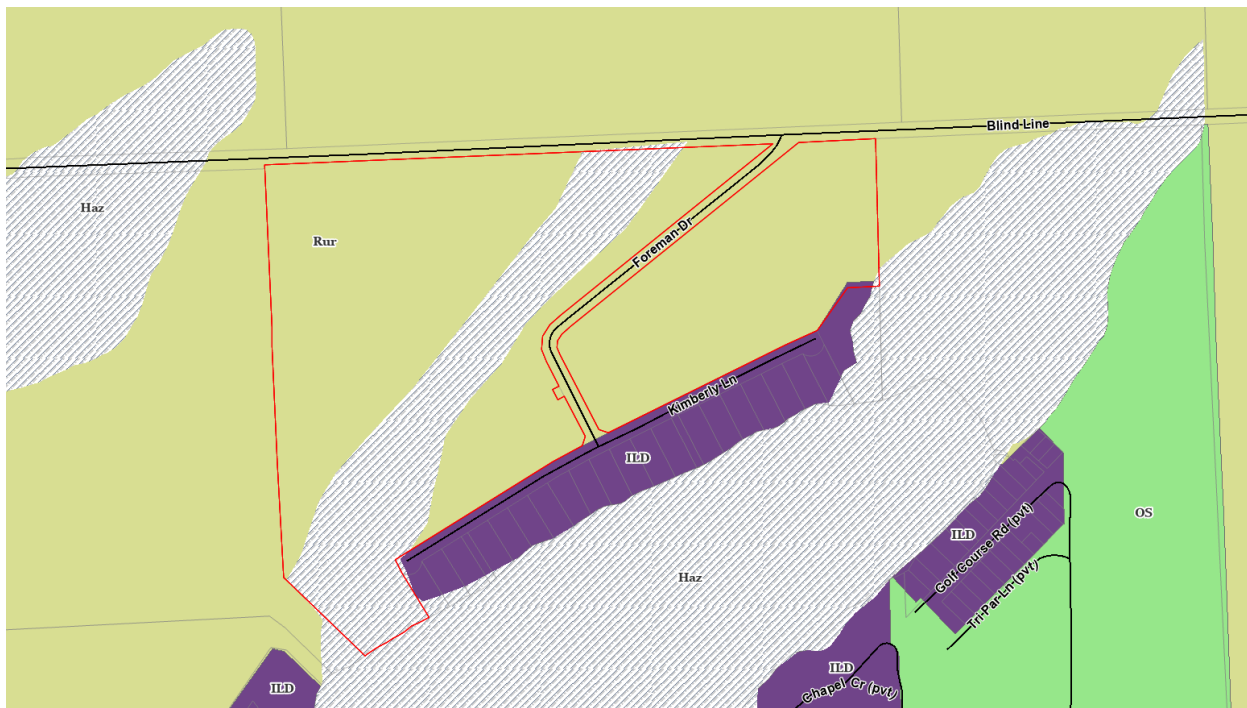 Blind Line
Haz
Rur
Foreman Dr
Kimberly Ln
ILD
OS
ILD
Golf Course Rd (pvt)
Haz
Tri-Par Ln (pvt)
ILD
ILD
Chapel Cr (pvt)